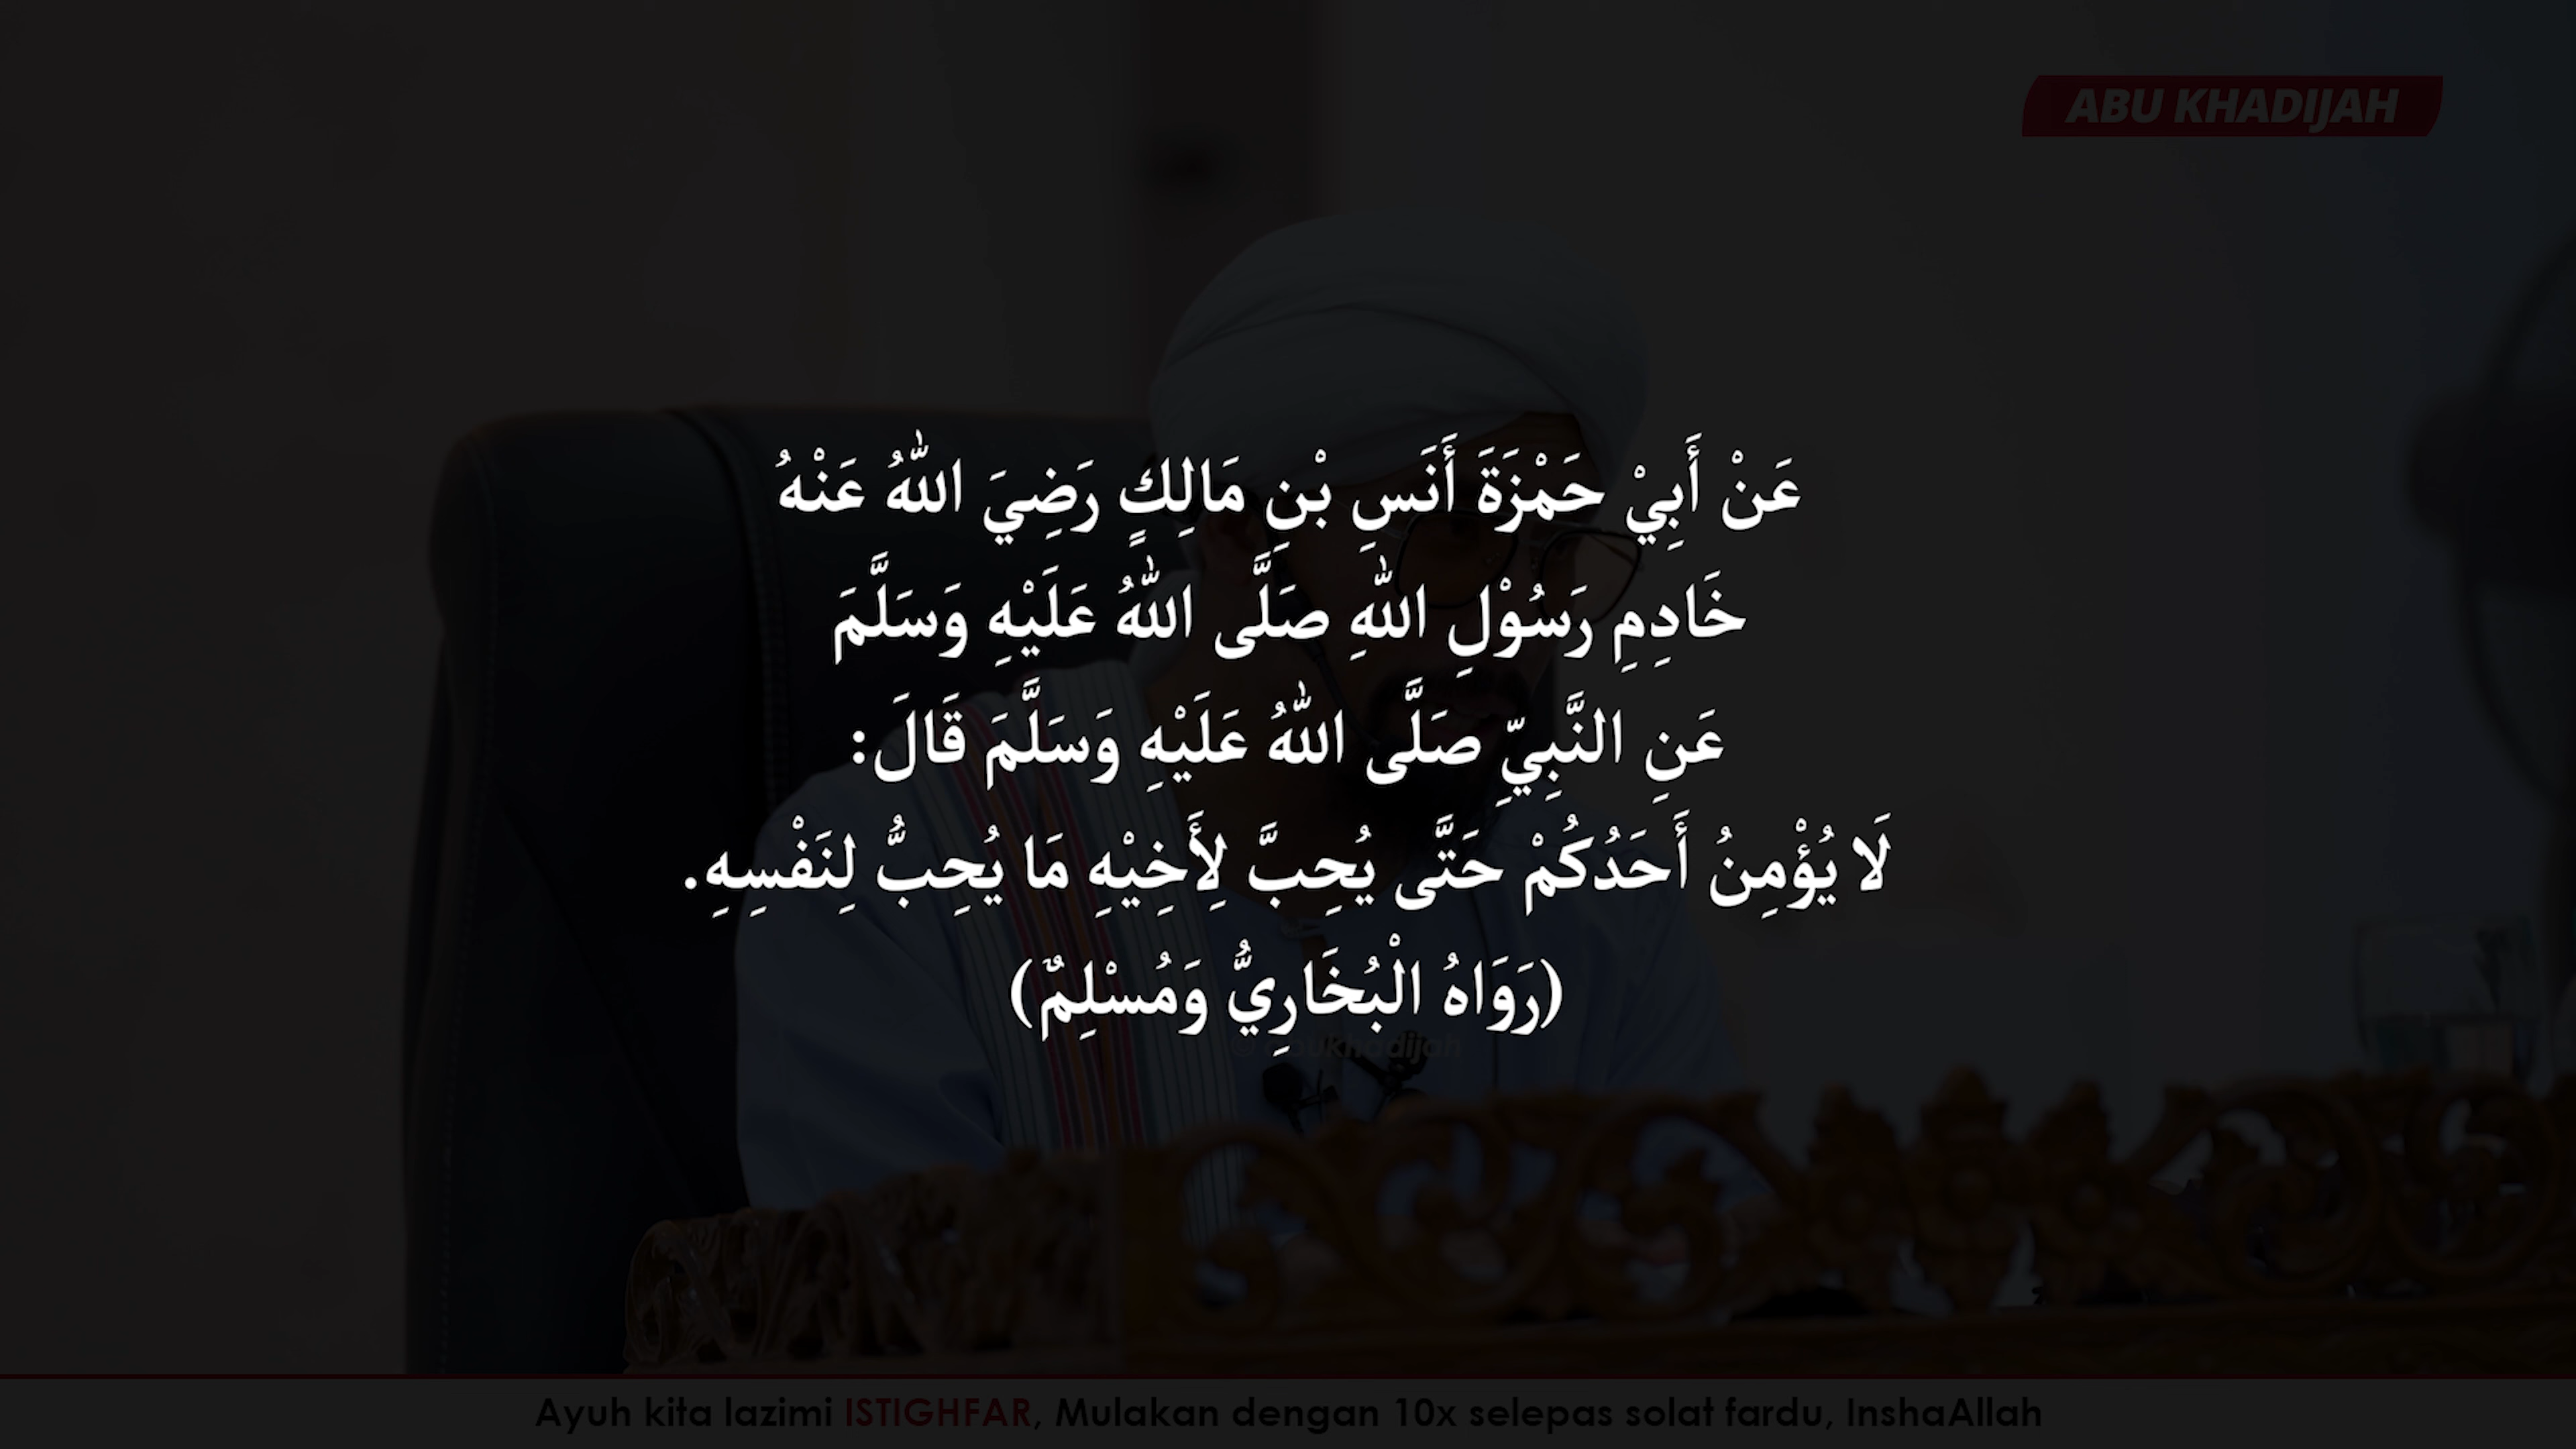 ABU KHADIJAH
عَنْ أَبِيْ حَمْزَةَ أَنَسِ بْنِ مَالِكٍ رَضِيَ اللهُ عَنْهُ
خَادِمِ رَسُوْلِ اللهِ صَلَّى اللهُ عَلَيْهِ وَسَلَّمَ
عَنِ النَّبِيِّ صَلَّى اللهُ عَلَيْهِ وَسَلَّمَ قَالَ:
لَا يُؤْمِنُ أَحَدُكُمْ حَتَّى يُحِبَّ لِأَخِيْهِ مَا يُحِبُّ لِنَفْسِهِ.
(رَوَاهُ الْبُخَارِيُّ وَمُسْلِمٌ)
© abukhadijah
Ayuh kita lazimi ISTIGHFAR, Mulakan dengan 10x selepas solat fardu, InshaAllah